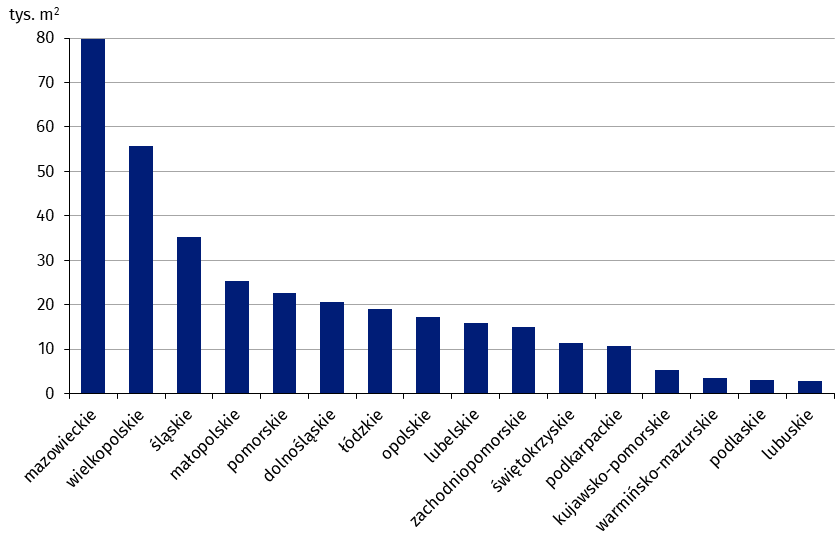 tys. m²
80
70
60
50
40
30
20
10
0
mazowieckie
wielkopolskie
śląskie
małopolskie
pomorskie
dolnośląskie
łódzkie
opolskie
lubelskie
zachodniopomorskie
świętokrzyskie
podkarpackie
kujawsko-pomorskie
warmińsko-mazurskie
podlaskie
lubuskie